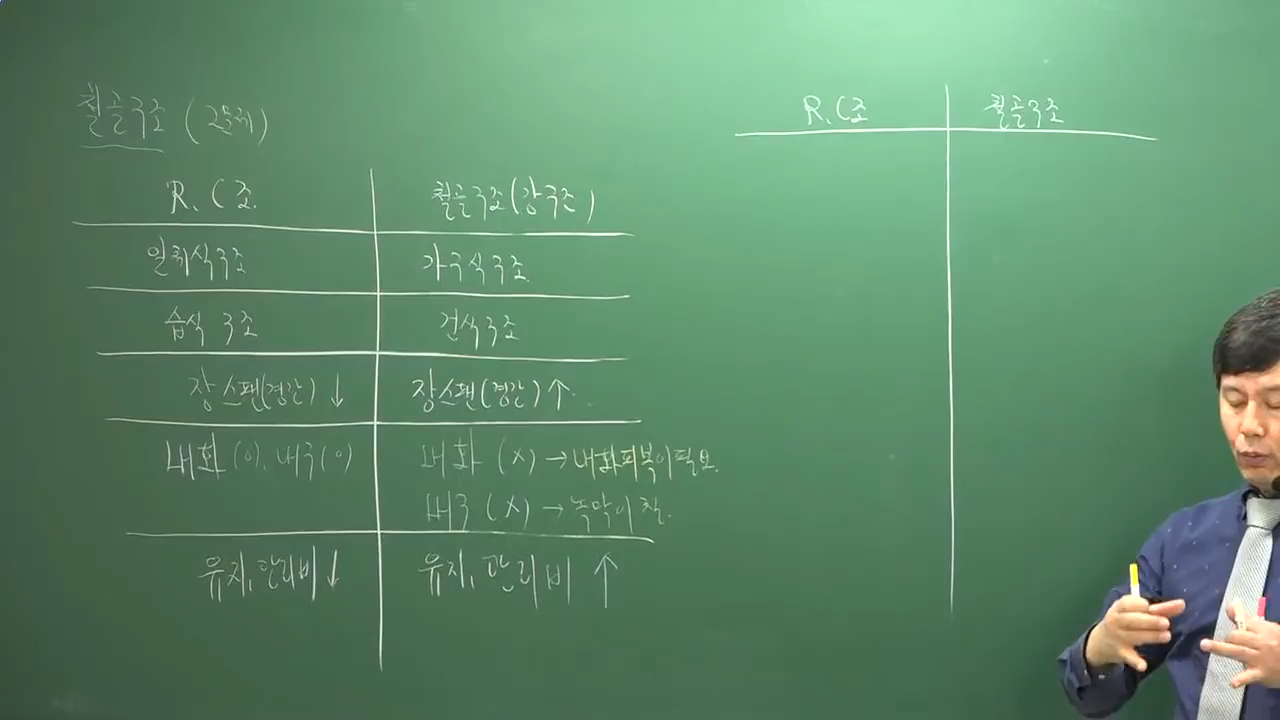 철골구조 (2문제)
R.C조.
철골구조(강구조)
일체식구조
가구식구조.
습식 구조
건식구조
장스팬(경간)↓
장스팬(경간)↑
내화(O). 내구(O)
내화 (X) → 내화피복이 필요.
내구 (X) → 녹막이 칠.
유지, 관리비↓
유지, 관리비 ↑
R.C조
철골구조